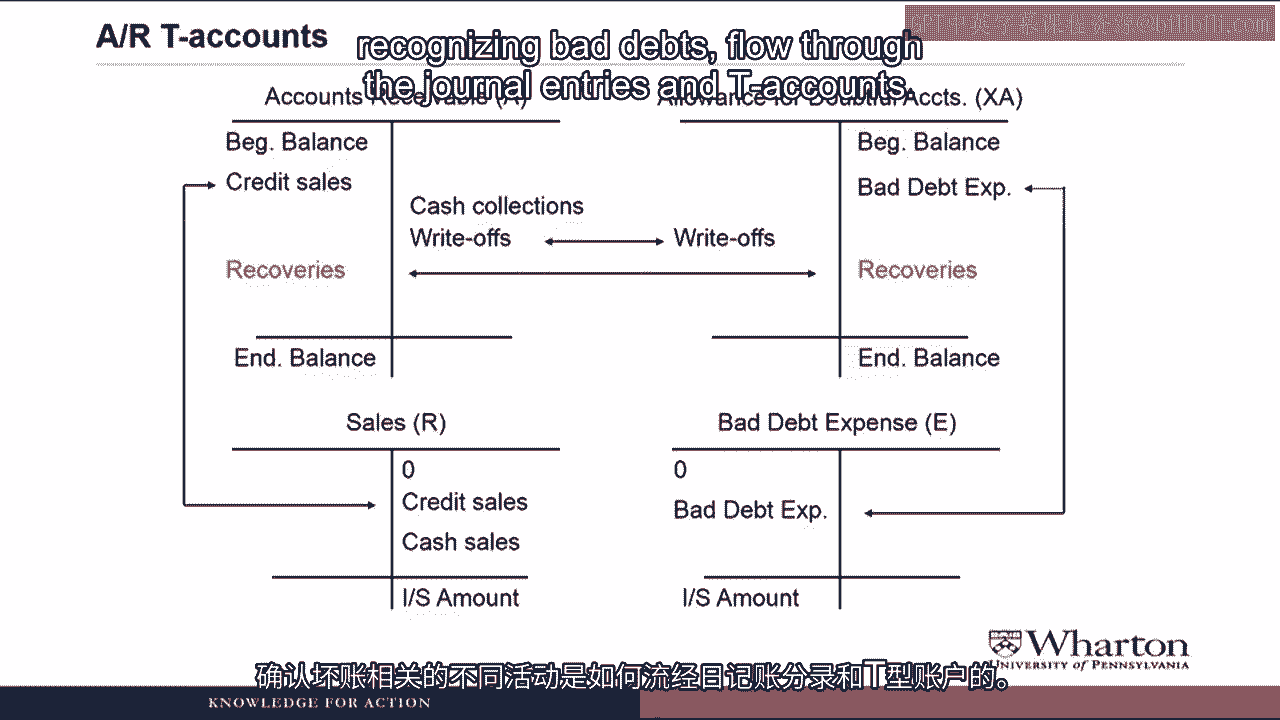 A/R T-accounts
recognizing bad debts, flow through
the journal entries and T-accounts.
Accounts Receivable (A)
Allowance for Doubtful Accts. (XA)
Beg. Balance
Beg. Balance
Credit sales
Bad Debt Exp.
Cash collections
Write-offs
Write-offs
Recoveries
Recoveries
End. Balance
End. Balance
Sales (R)
Bad Debt Expense (E)
0
0
Credit sales
Bad Debt Exp.
Cash sales
I/S Amount
I/S Amount
Wharton
UNIVERSITY OF PENNSYLVANIA
确认坏账相关的不同活动是如何流经日记账分录和T型账户的。
KNOWLEDGE FOR ACTION